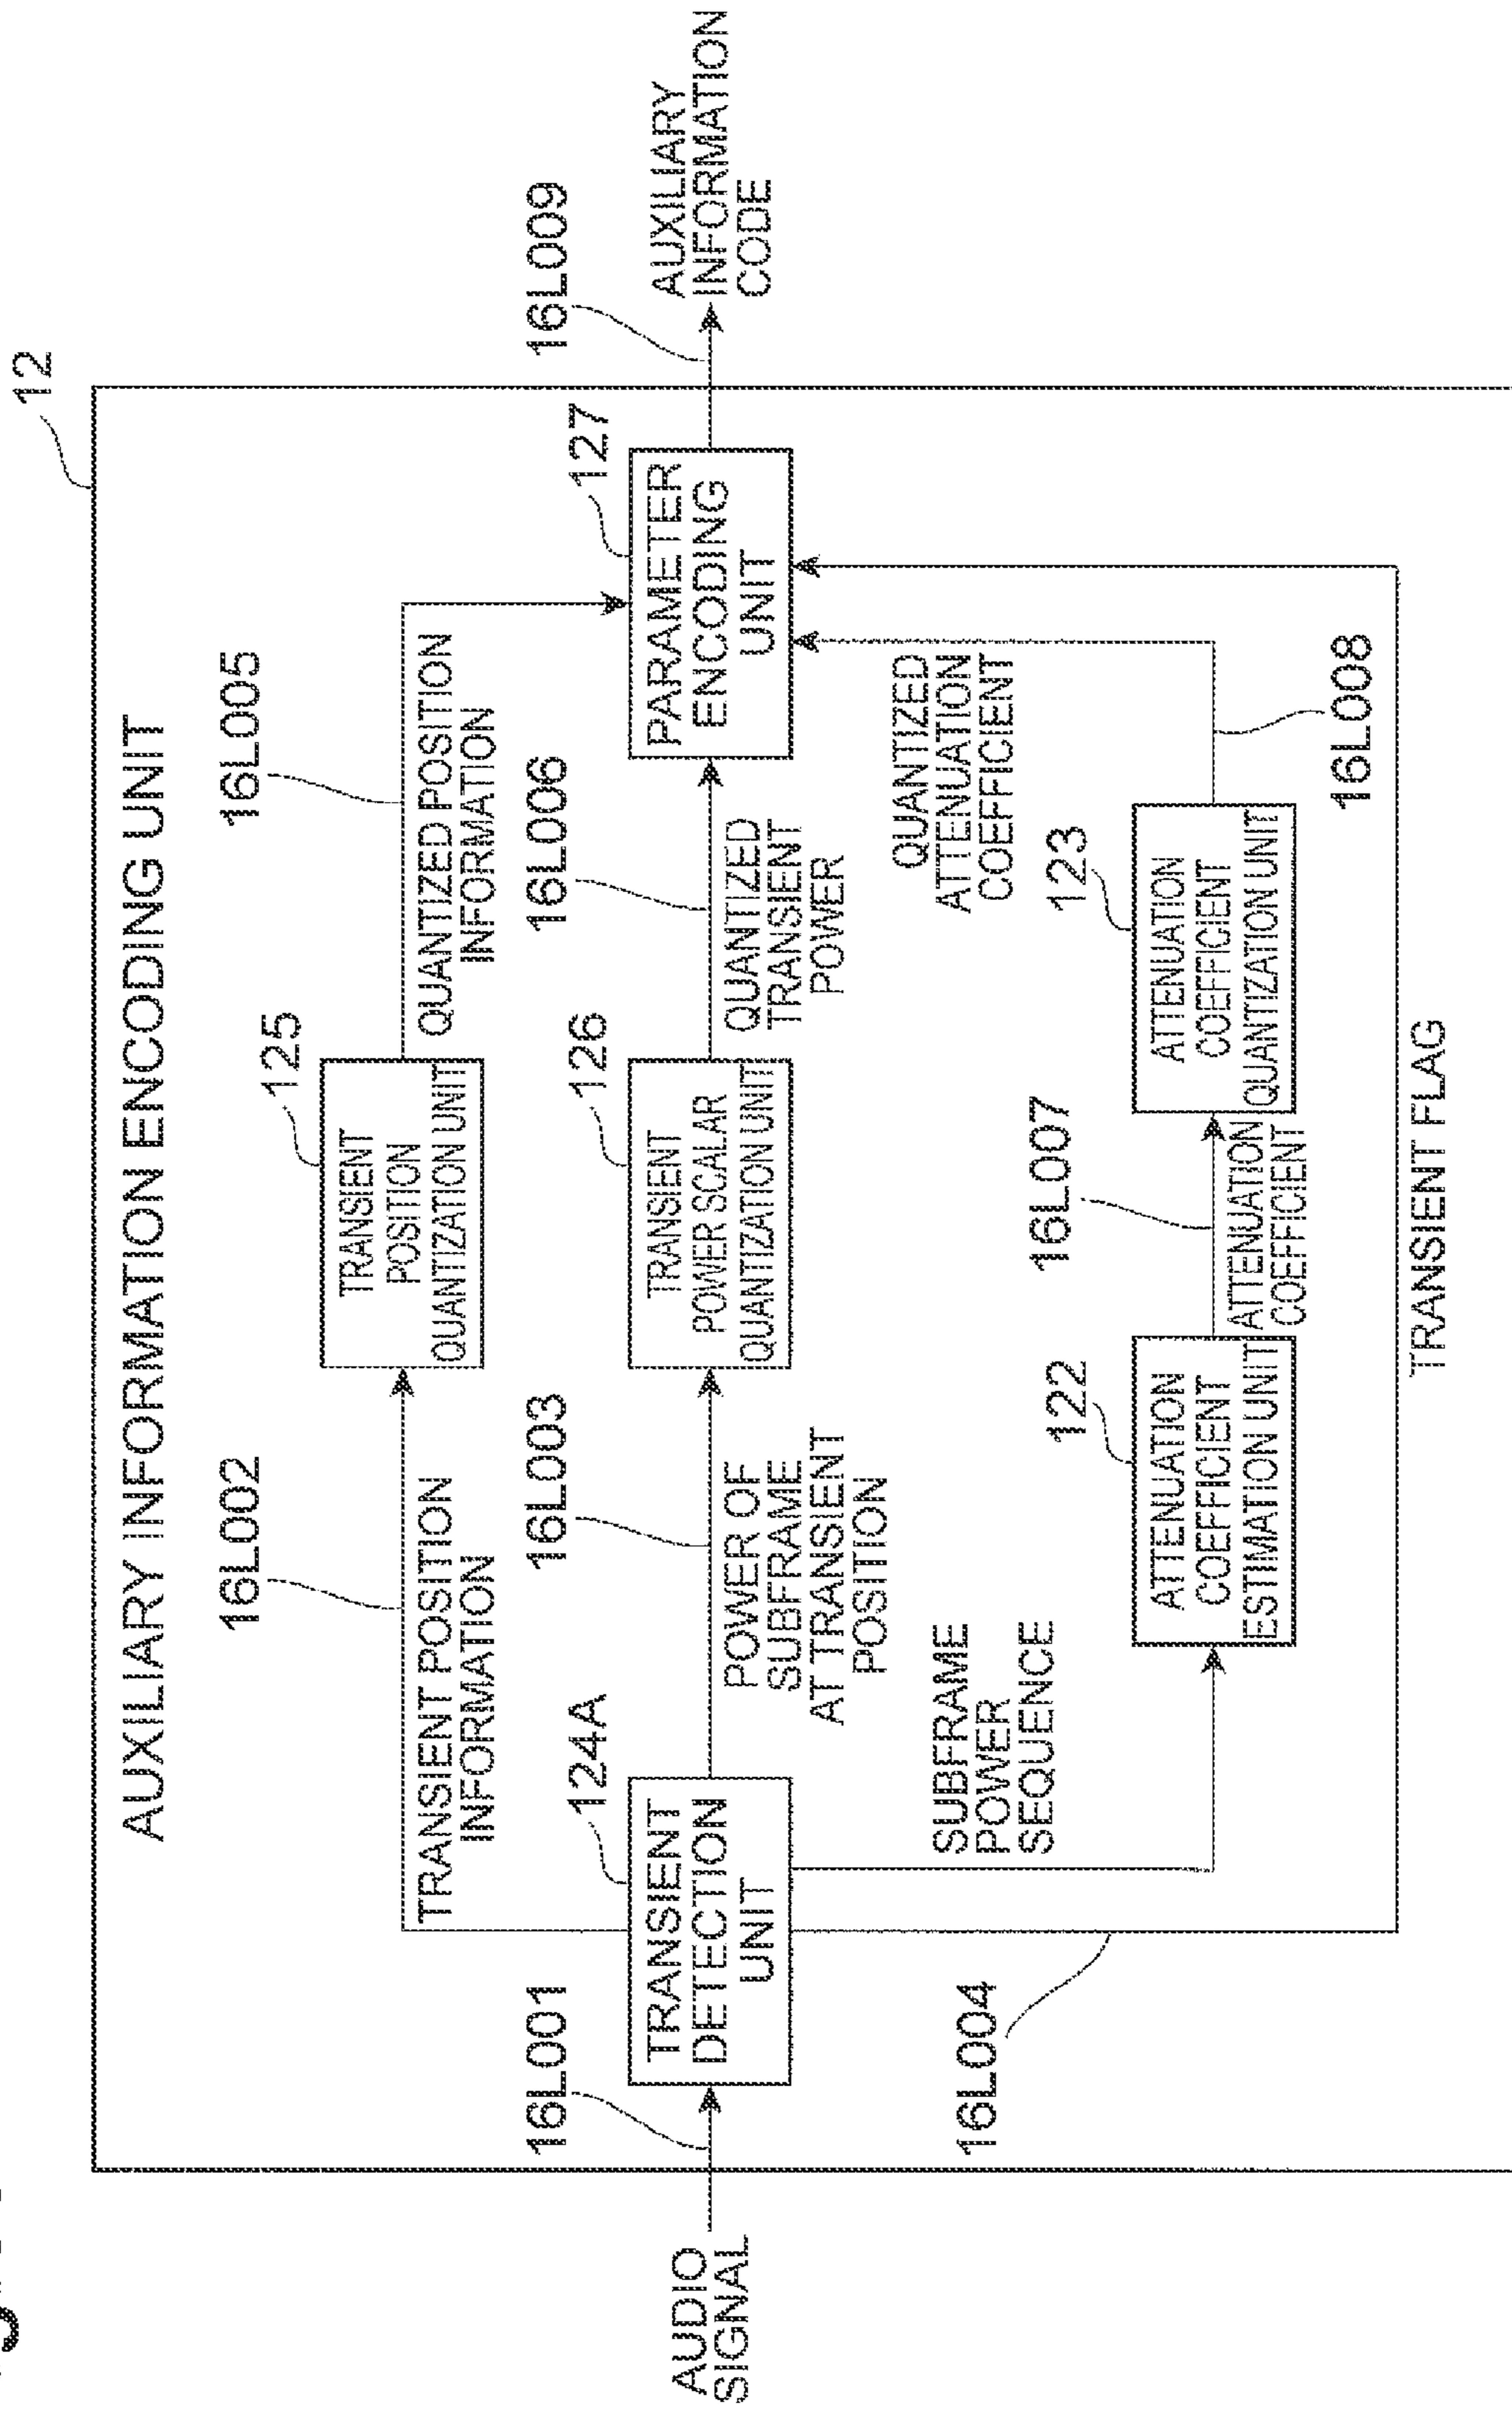 12
AUXILIARY INFORMATION ENCODING UNIT
16L002
16L005
125
TRANSIENT POSITION
INFORMATION
TRANSIENT
POSITION
QUANTIZATION UNIT
QUANTIZED POSITION
INFORMATION
16L001
124A
16L003
126
16L006
127
16L009
AUDIO
SIGNAL
TRANSIENT
DETECTION
UNIT
POWER OF
SUBFRAME
AT TRANSIENT
POSITION
TRANSIENT
POWER SCALAR
QUANTIZATION UNIT
QUANTIZED
TRANSIENT
POWER
PARAMETER
ENCODING
UNIT
AUXILIARY
INFORMATION
CODE
16L004
SUBFRAME
POWER
SEQUENCE
122
ATTENUATION
COEFFICIENT
ESTIMATION UNIT
16L007
ATTENUATION
COEFFICIENT
123
ATTENUATION
COEFFICIENT
QUANTIZATION UNIT
QUANTIZED
ATTENUATION
COEFFICIENT
16L008
TRANSIENT FLAG